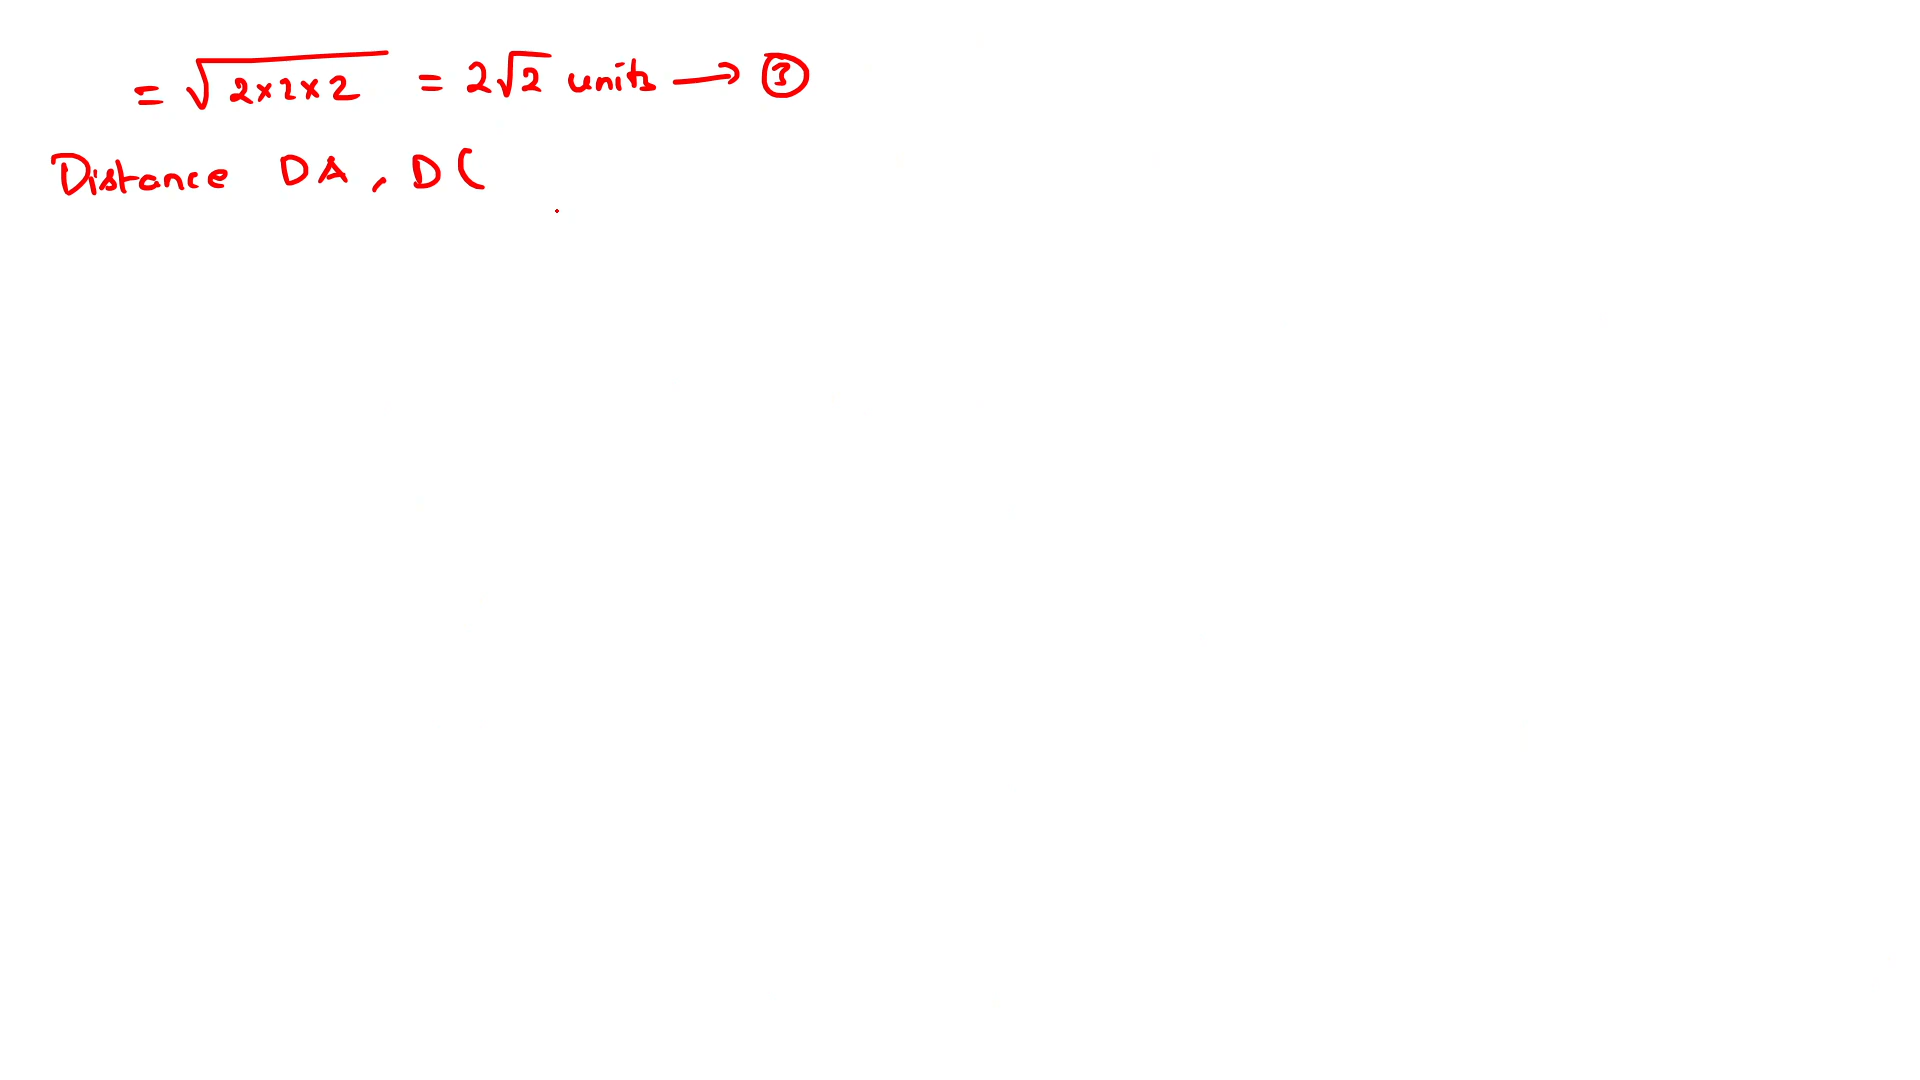 = √2×2×2 = 2√2 units → ③
Distance DA, D(